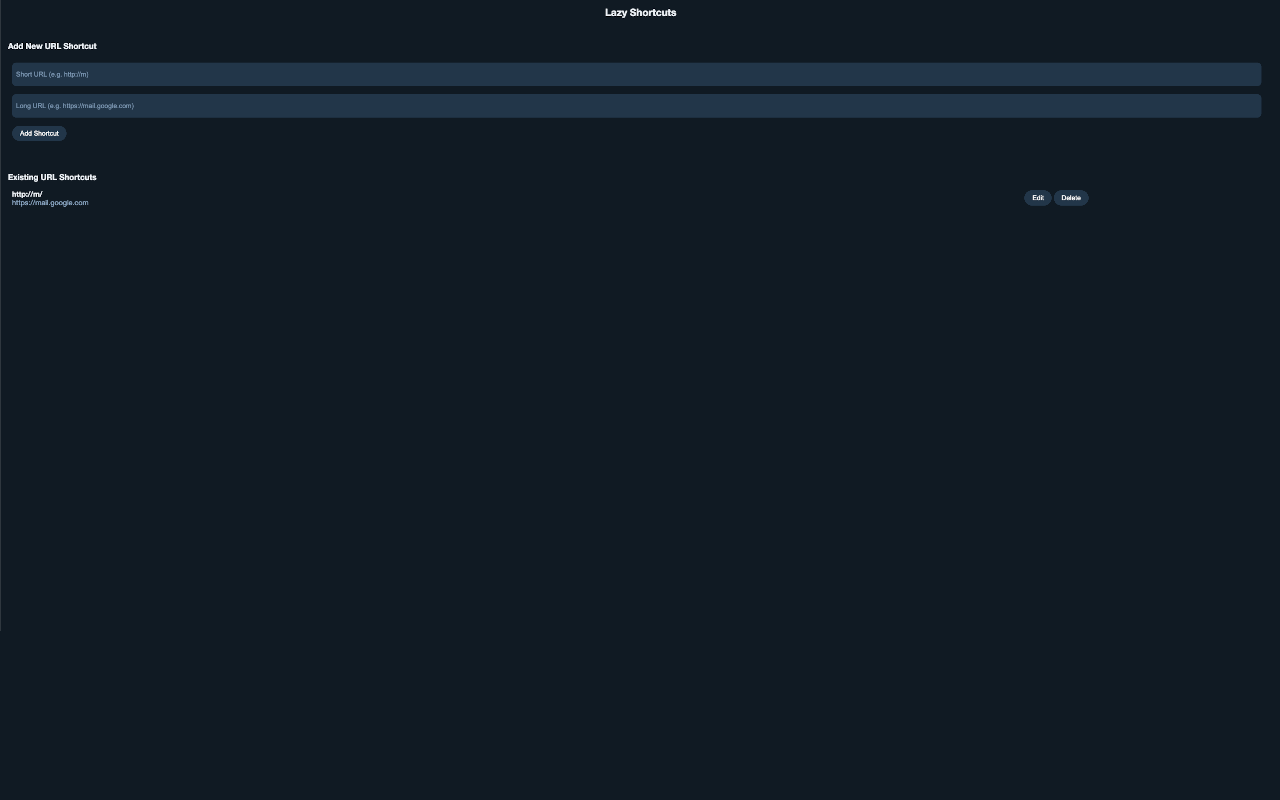 Lazy Shortcuts
Add New URL Shortcut
Short URL (e.g. http://m)
Long URL (e.g. https://mail.google.com)
Add Shortcut
Existing URL Shortcuts
http://m/
https://mail.google.com
Edit
Delete